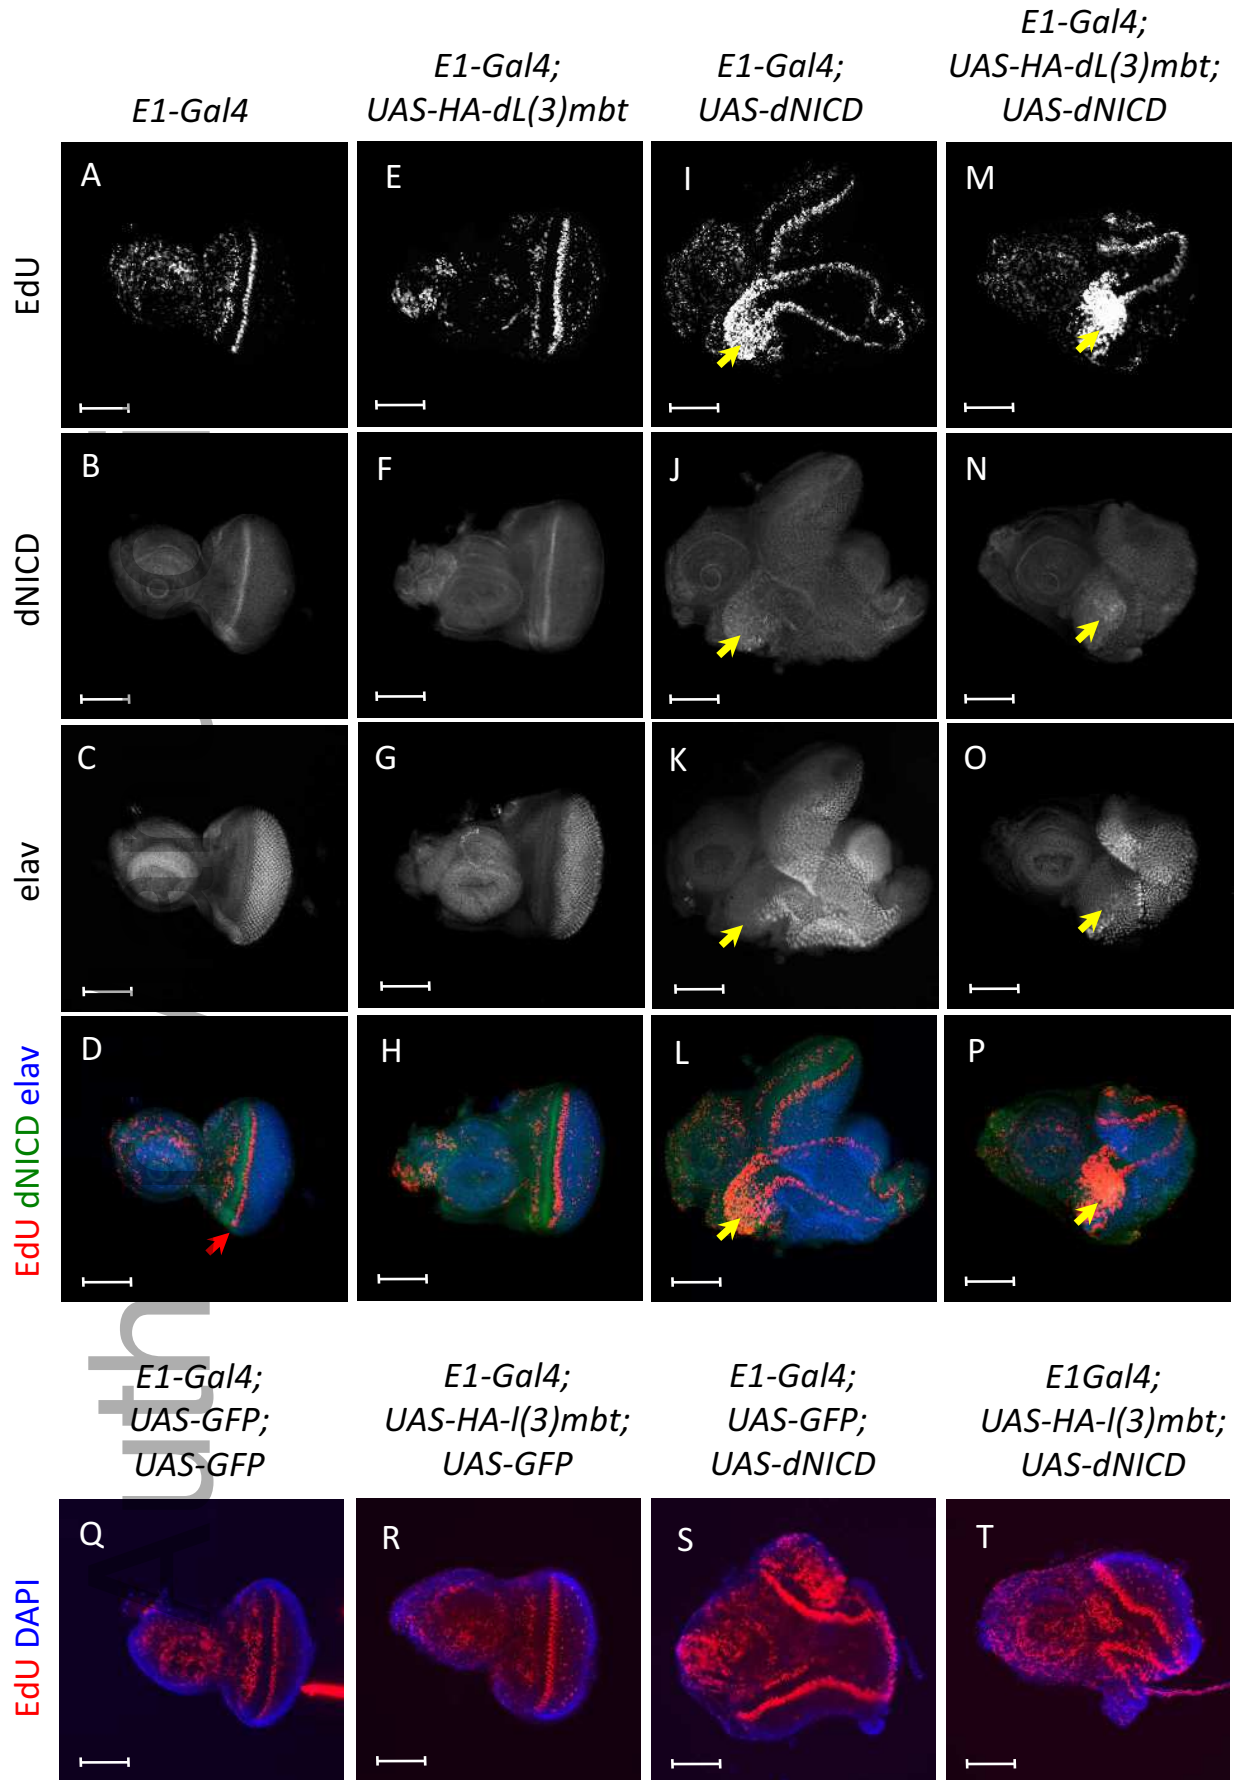 E1-Gal4
E1-Gal4;
UAS-HA-dL(3)mbt
E1-Gal4;
UAS-dNICD
E1-Gal4;
UAS-HA-dL(3)mbt;
UAS-dNICD
EdU
A
E
I
M
dNICD
B
F
J
N
elav
C
G
K
O
EdU dNICD elav
D
H
L
P
E1-Gal4;
UAS-GFP;
UAS-GFP
E1-Gal4;
UAS-HA-l(3)mbt;
UAS-GFP
E1-Gal4;
UAS-GFP;
UAS-dNICD
E1Gal4;
UAS-HA-l(3)mbt;
UAS-dNICD
EdU DAPI
Q
R
S
T
Auth